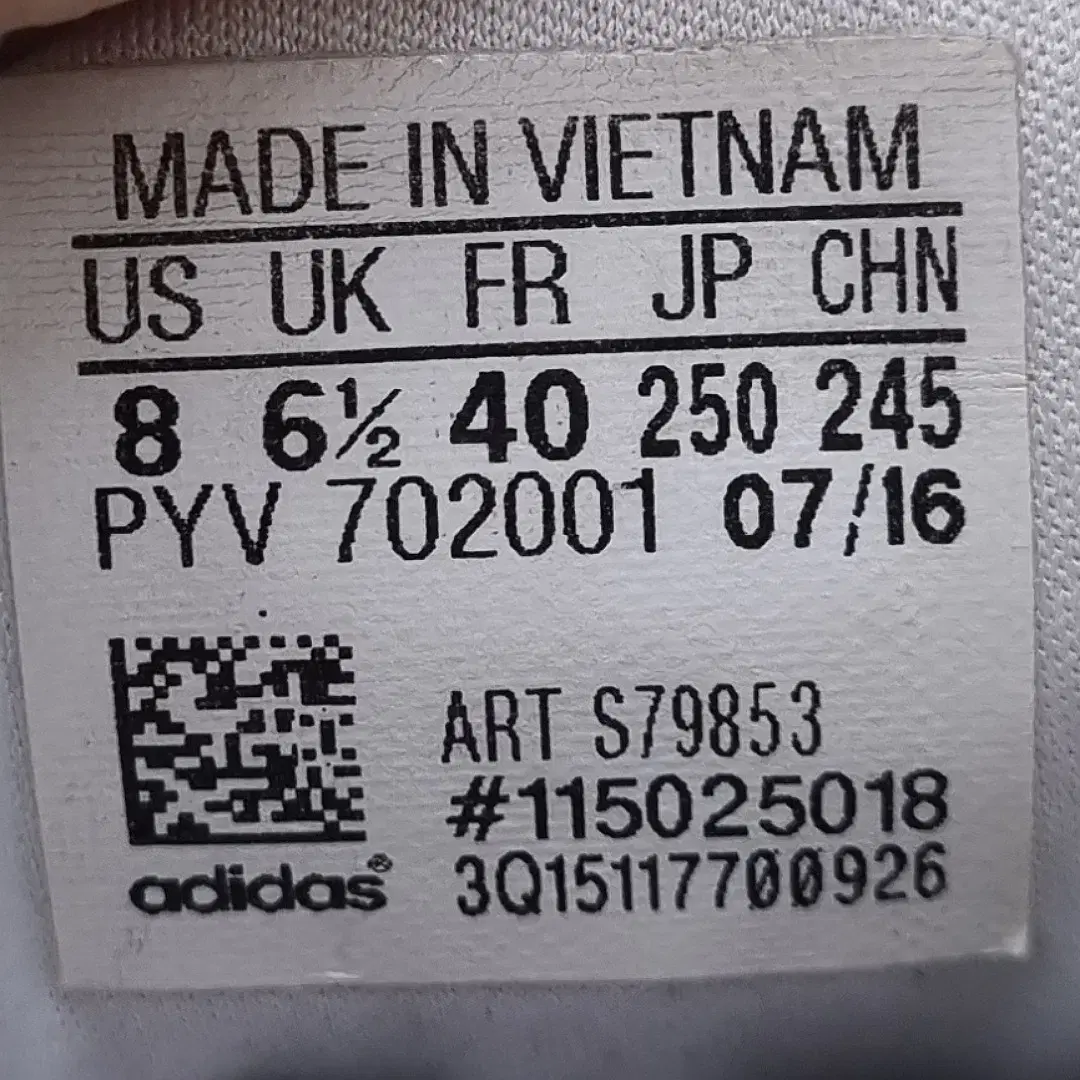 MADE IN VIETNAM
US UK FR JP CHN
8 6½ 40 250 245
PYV 702001 07/16
ART S79853
#115025018
adidas® 3Q15117700926